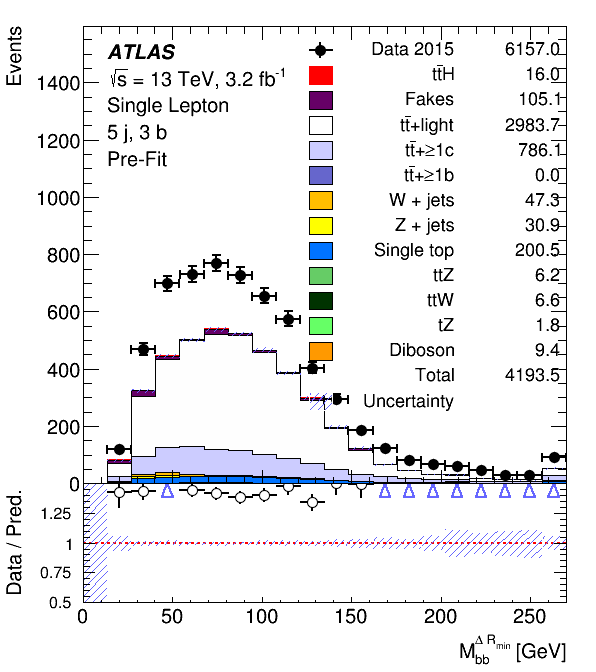 Events
1400
1200
1000
800
600
400
200
0
ATLAS
√s = 13 TeV, 3.2 fb⁻¹
Single Lepton
5 j, 3 b
Pre-Fit
Data 2015 6157.0
tt̄H 16.0
Fakes 105.1
tt̄+light 2983.7
tt̄+≥1c 786.1
tt̄+≥1b 0.0
W + jets 47.3
Z + jets 30.9
Single top 200.5
ttZ 6.2
ttW 6.6
tZ 1.8
Diboson 9.4
Total 4193.5
Uncertainty
Data / Pred.
1.25
1
0.75
0.5
0 50 100 150 200 250
M_bb^ΔR_min [GeV]